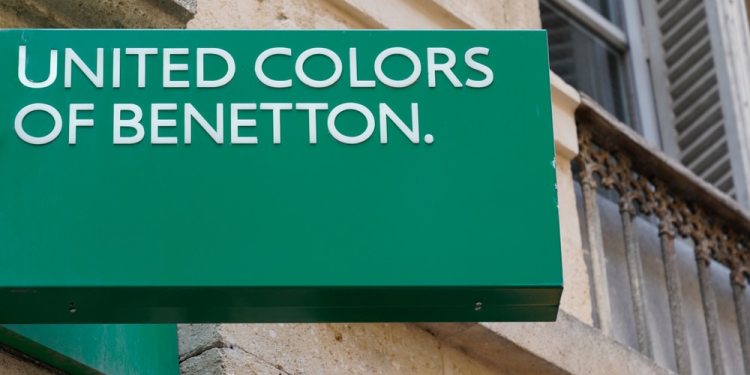 UNITED COLORS
OF BENETTON.